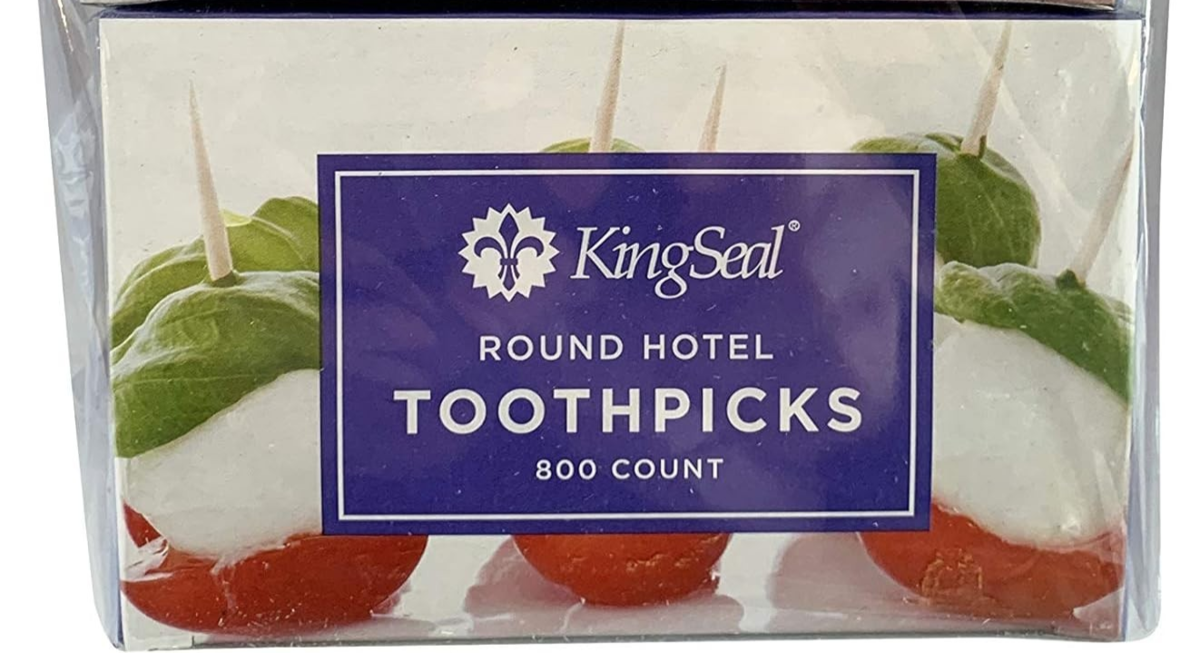 KingSeal®
ROUND HOTEL
TOOTHPICKS
800 COUNT